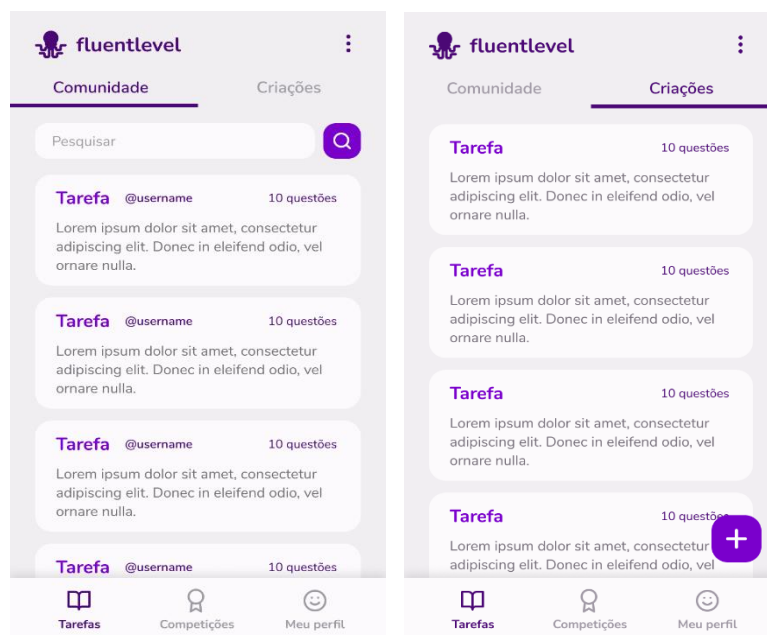 fluentlevel
Comunidade Criações
Pesquisar
Tarefa @username 10 questões
Lorem ipsum dolor sit amet, consectetur
adipiscing elit. Donec in eleifend odio, vel
ornare nulla.
Tarefa @username 10 questões
Lorem ipsum dolor sit amet, consectetur
adipiscing elit. Donec in eleifend odio, vel
ornare nulla.
Tarefa @username 10 questões
Lorem ipsum dolor sit amet, consectetur
adipiscing elit. Donec in eleifend odio, vel
ornare nulla.
Tarefa @username 10 questões
Tarefas Competições Meu perfil
fluentlevel
Comunidade Criações
Tarefa 10 questões
Lorem ipsum dolor sit amet, consectetur
adipiscing elit. Donec in eleifend odio, vel
ornare nulla.
Tarefa 10 questões
Lorem ipsum dolor sit amet, consectetur
adipiscing elit. Donec in eleifend odio, vel
ornare nulla.
Tarefa 10 questões
Lorem ipsum dolor sit amet, consectetur
adipiscing elit. Donec in eleifend odio, vel
ornare nulla.
Tarefa 10 questões
Lorem ipsum dolor sit amet, consectetur
adipiscing elit. Donec in eleifend odio, vel
Tarefas Competições Meu perfil